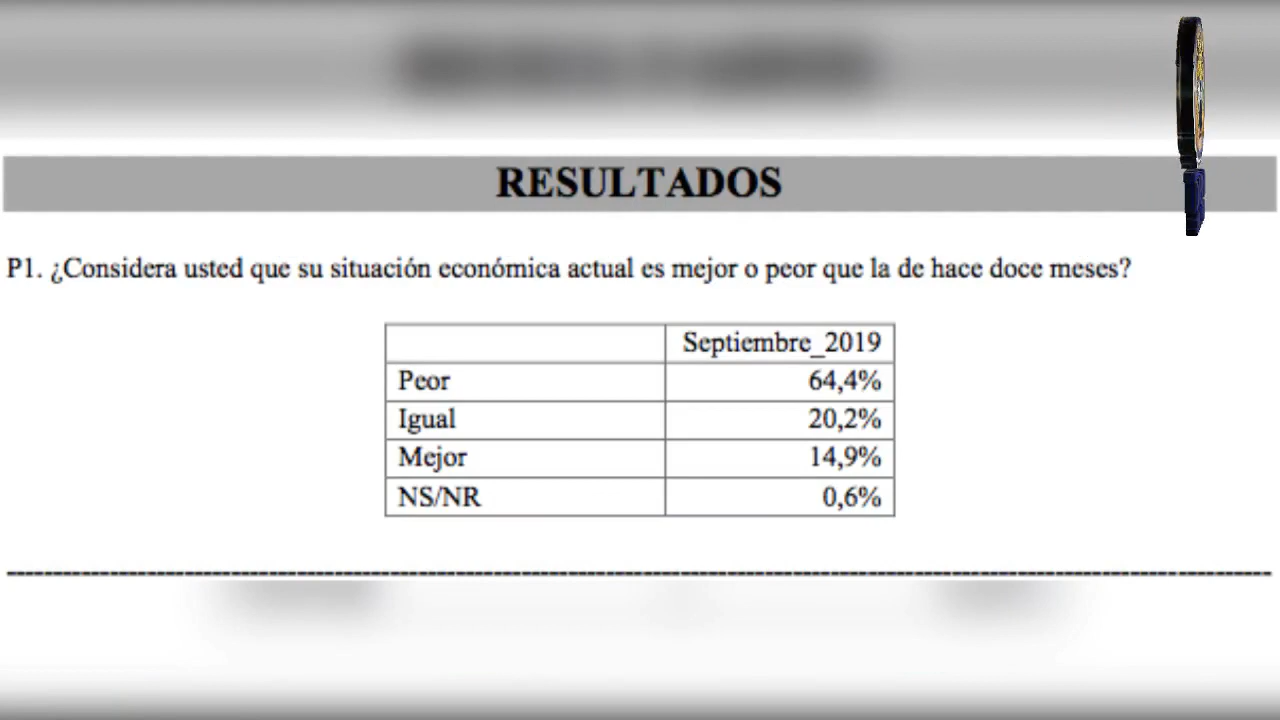 RESULTADOS
P1. ¿Considera usted que su situación económica actual es mejor o peor que la de hace doce meses?
Septiembre_2019
Peor 64,4%
Igual 20,2%
Mejor 14,9%
NS/NR 0,6%